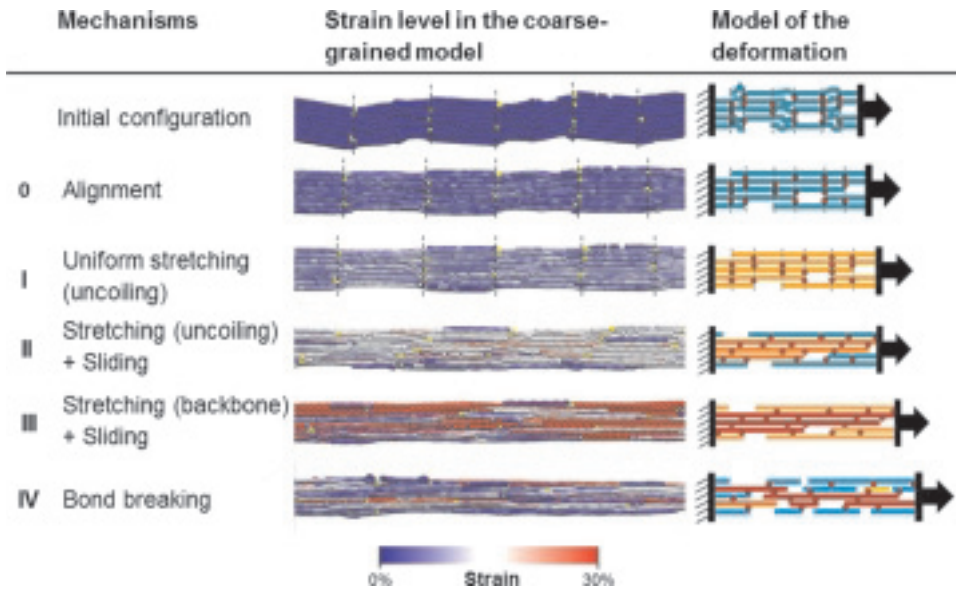 Mechanisms
Strain level in the coarse-
grained model
Model of the
deformation
Initial configuration
0 Alignment
I Uniform stretching
(uncoiling)
II Stretching (uncoiling)
+ Sliding
III Stretching (backbone)
+ Sliding
IV Bond breaking
0% Strain 30%